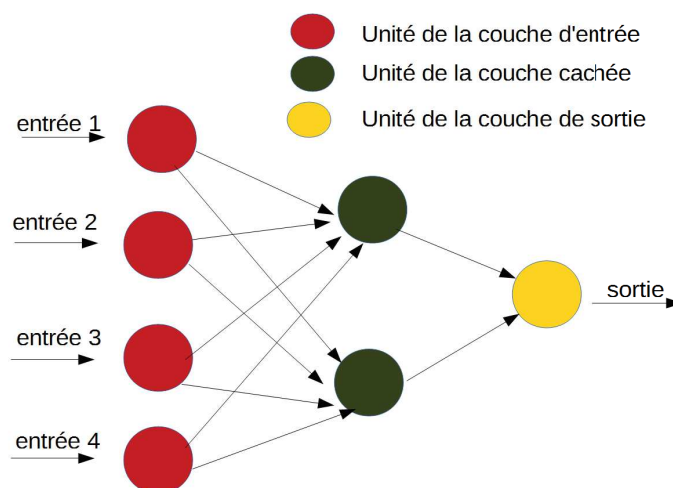 Unité de la couche d'entrée
Unité de la couche cachée
Unité de la couche de sortie
entrée 1
entrée 2
entrée 3
entrée 4
sortie